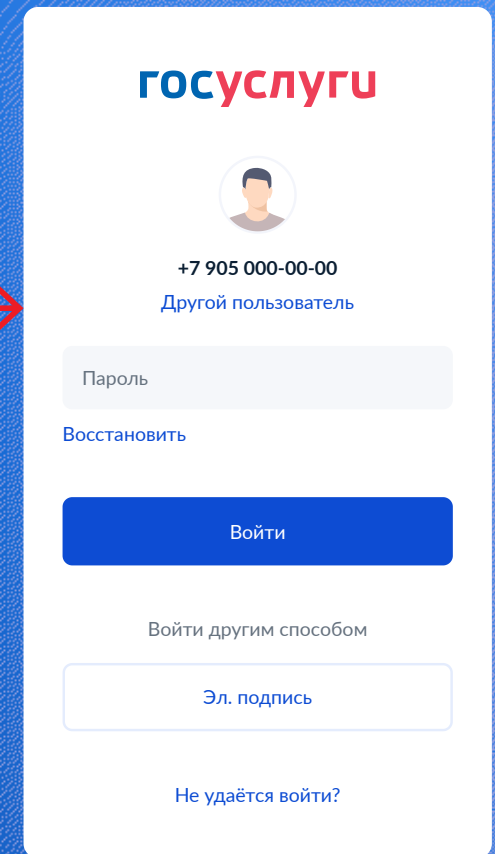 госуслуги
+7 905 000-00-00
Другой пользователь
Пароль
Восстановить
Войти
Войти другим способом
Эл. подпись
Не удаётся войти?